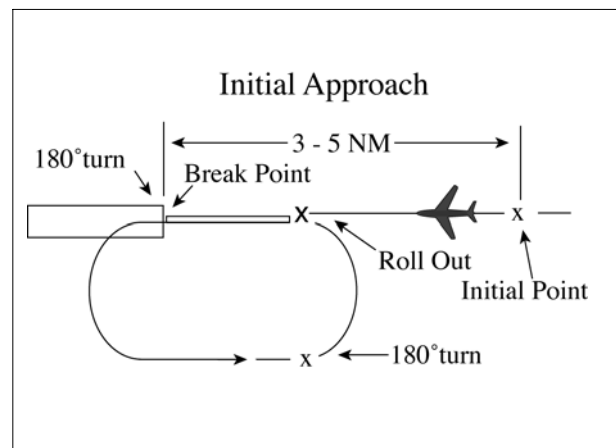 Initial Approach
3 - 5 NM
180°turn
Break Point
x
x
Roll Out
Initial Point
x
180°turn